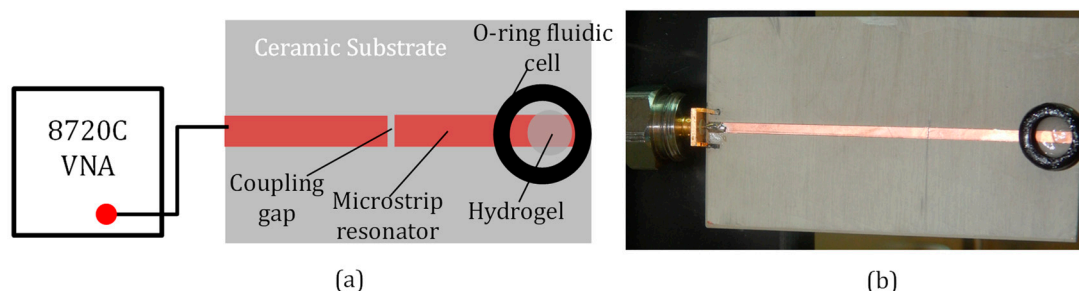 Ceramic Substrate
O-ring fluidic
cell
8720C
VNA
Coupling
gap
Microstrip
resonator
Hydrogel
(a)
(b)